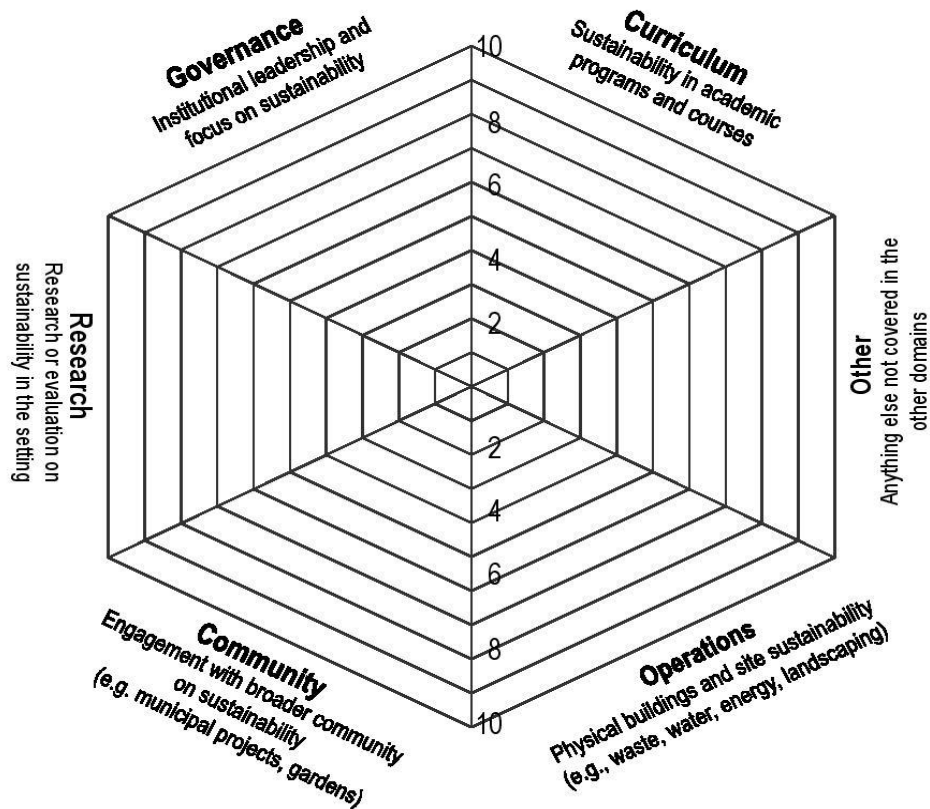 Governance
Institutional leadership and
focus on sustainability
Curriculum
Sustainability in academic
programs and courses
10
8
6
4
2
2
4
6
8
10
Research
Research or evaluation on
sustainability in the setting
Other
Anything else not covered in the
other domains
Community
Engagement with broader community
on sustainability
(e.g. municipal projects, gardens)
Operations
Physical buildings and site sustainability
(e.g., waste, water, energy, landscaping)